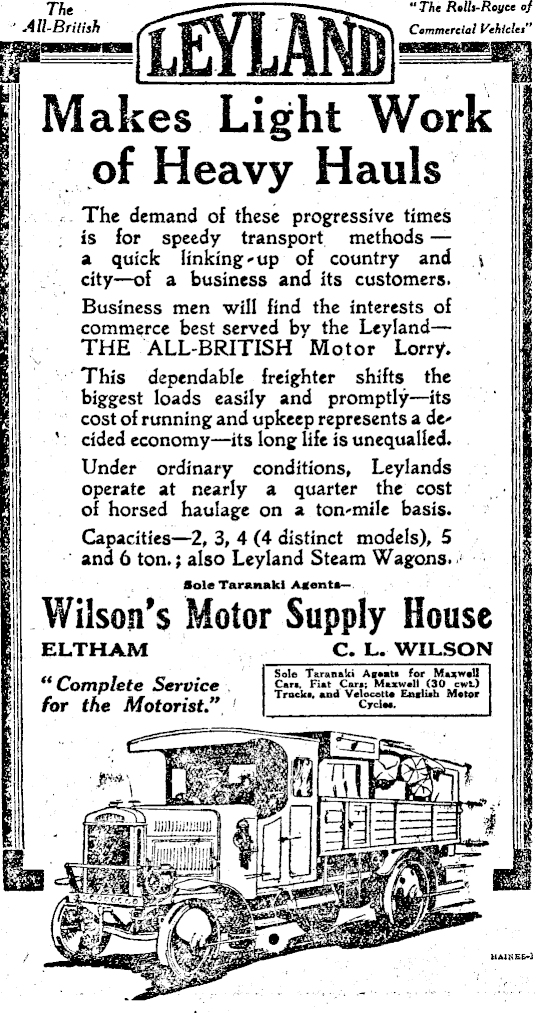 The
All-British
LEYLAND
"The Rolls-Royce of
Commercial Vehicles"
Makes Light Work
of Heavy Hauls
The demand of these progressive times
is for speedy transport methods —
a quick linking-up of country and
city—of a business and its customers.
Business men will find the interests of
commerce best served by the Leyland—
THE ALL-BRITISH Motor Lorry.
This dependable freighter shifts the
biggest loads easily and promptly—its
cost of running and upkeep represents a de-
cided economy—its long life is unequalled.
Under ordinary conditions, Leylands
operate at nearly a quarter the cost
of horsed haulage on a ton-mile basis.
Capacities—2, 3, 4 (4 distinct models), 5
and 6 ton.; also Leyland Steam Wagons.
Sole Taranaki Agents—
Wilson's Motor Supply House
ELTHAM C. L. WILSON
"Complete Service
for the Motorist."
Sole Taranaki Agents for Maxwell
Cars, Fiat Cars; Maxwell (30 cwt.)
Trucks, and Velocette English Motor
Cycles.